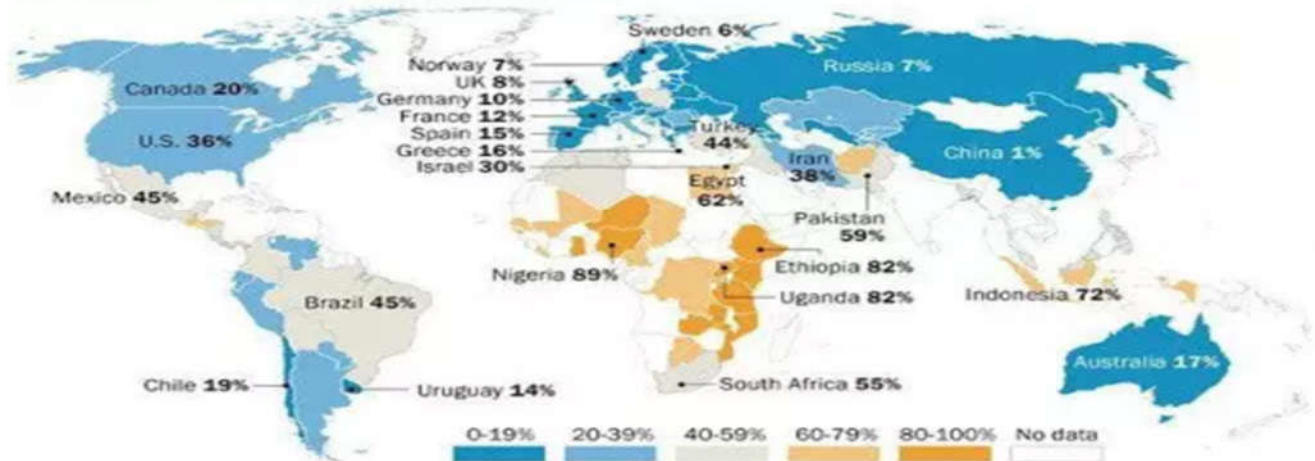 Sweden 6%
Norway 7%
UK 8%
Russia 7%
Canada 20%
Germany 10%
France 12%
Turkey
44%
U.S. 36%
Spain 15%
Greece 16%
China 1%
Israel 30%
Iran
38%
Egypt
62%
Mexico 45%
Pakistan
59%
Nigeria 89%
Ethiopia 82%
Uganda 82%
Indonesia 72%
Brazil 45%
Australia 17%
Chile 19%
Uruguay 14%
South Africa 55%
0-19% 20-39% 40-59% 60-79% 80-100% No data